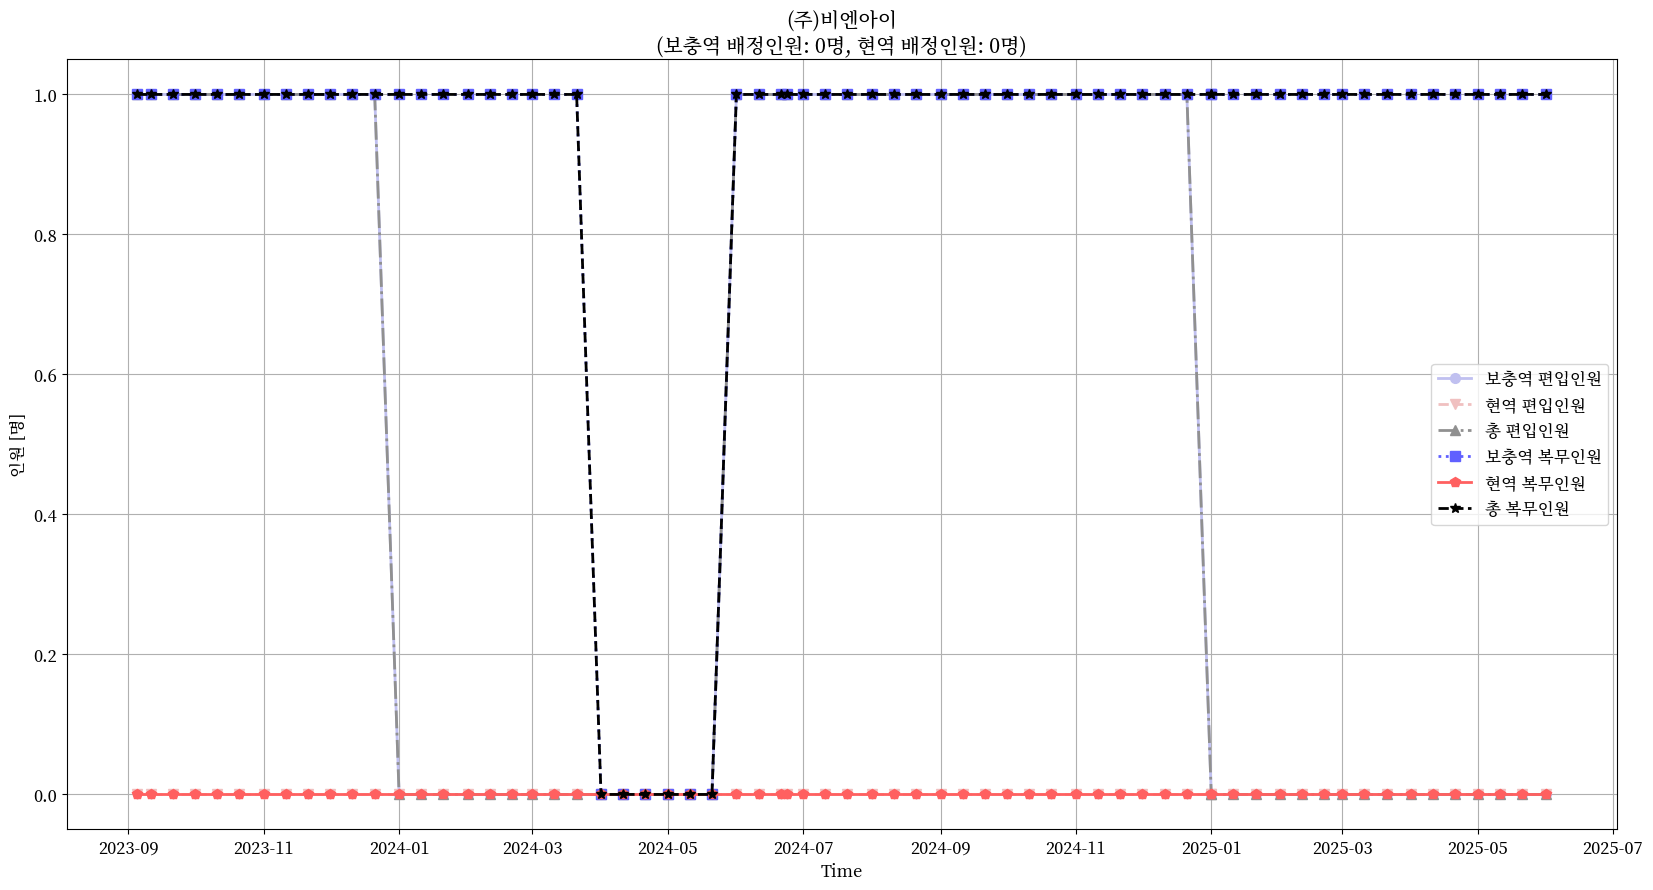 (주)비엔아이
(보충역 배정인원: 0명, 현역 배정인원: 0명)
인원 [명]
1.0
0.8
0.6
0.4
0.2
0.0
보충역 편입인원
현역 편입인원
총 편입인원
보충역 복무인원
현역 복무인원
총 복무인원
2023-09
2023-11
2024-01
2024-03
2024-05
2024-07
2024-09
2024-11
2025-01
2025-03
2025-05
2025-07
Time